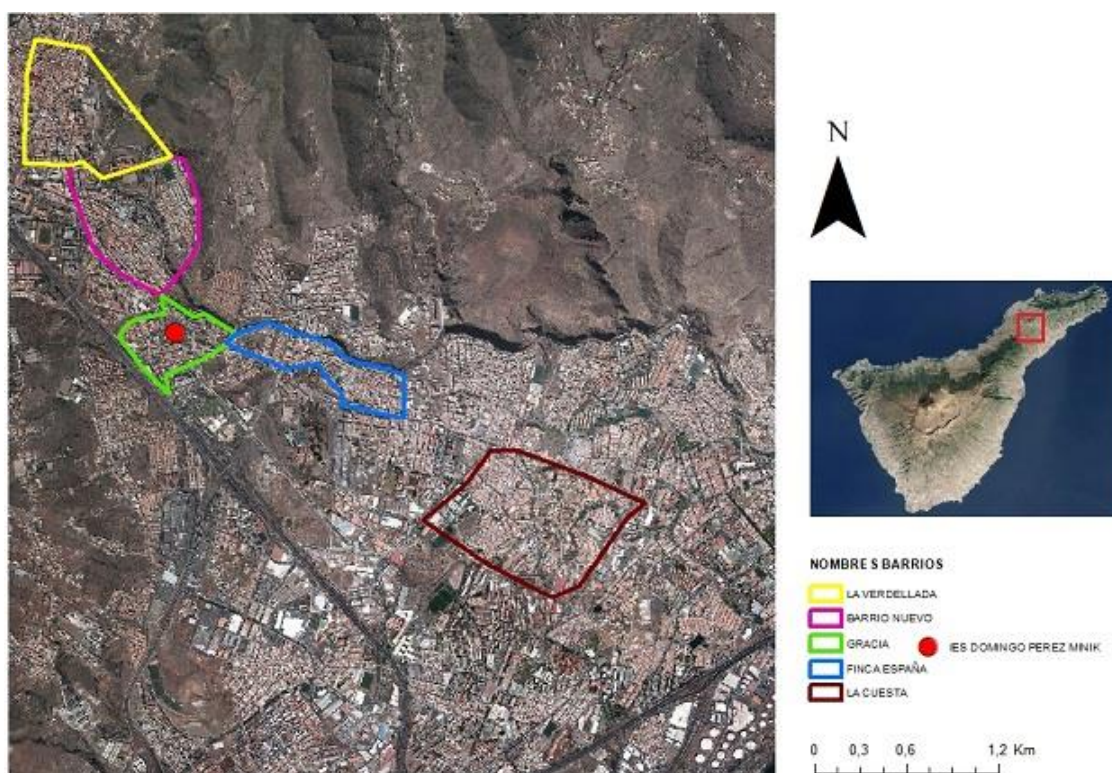 N
NOMBRES BARRIOS
LA VERDELLADA
BARRIO NUEVO
GRACIA
IES DOMINGO PEREZ MINIK
FINCA ESPAÑA
LA CUESTA
0 0,3 0,6 1,2 Km